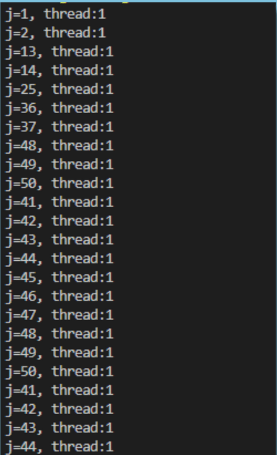 j=1, thread:1
j=2, thread:1
j=13, thread:1
j=14, thread:1
j=25, thread:1
j=36, thread:1
j=37, thread:1
j=48, thread:1
j=49, thread:1
j=50, thread:1
j=41, thread:1
j=42, thread:1
j=43, thread:1
j=44, thread:1
j=45, thread:1
j=46, thread:1
j=47, thread:1
j=48, thread:1
j=49, thread:1
j=50, thread:1
j=41, thread:1
j=42, thread:1
j=43, thread:1
j=44, thread:1